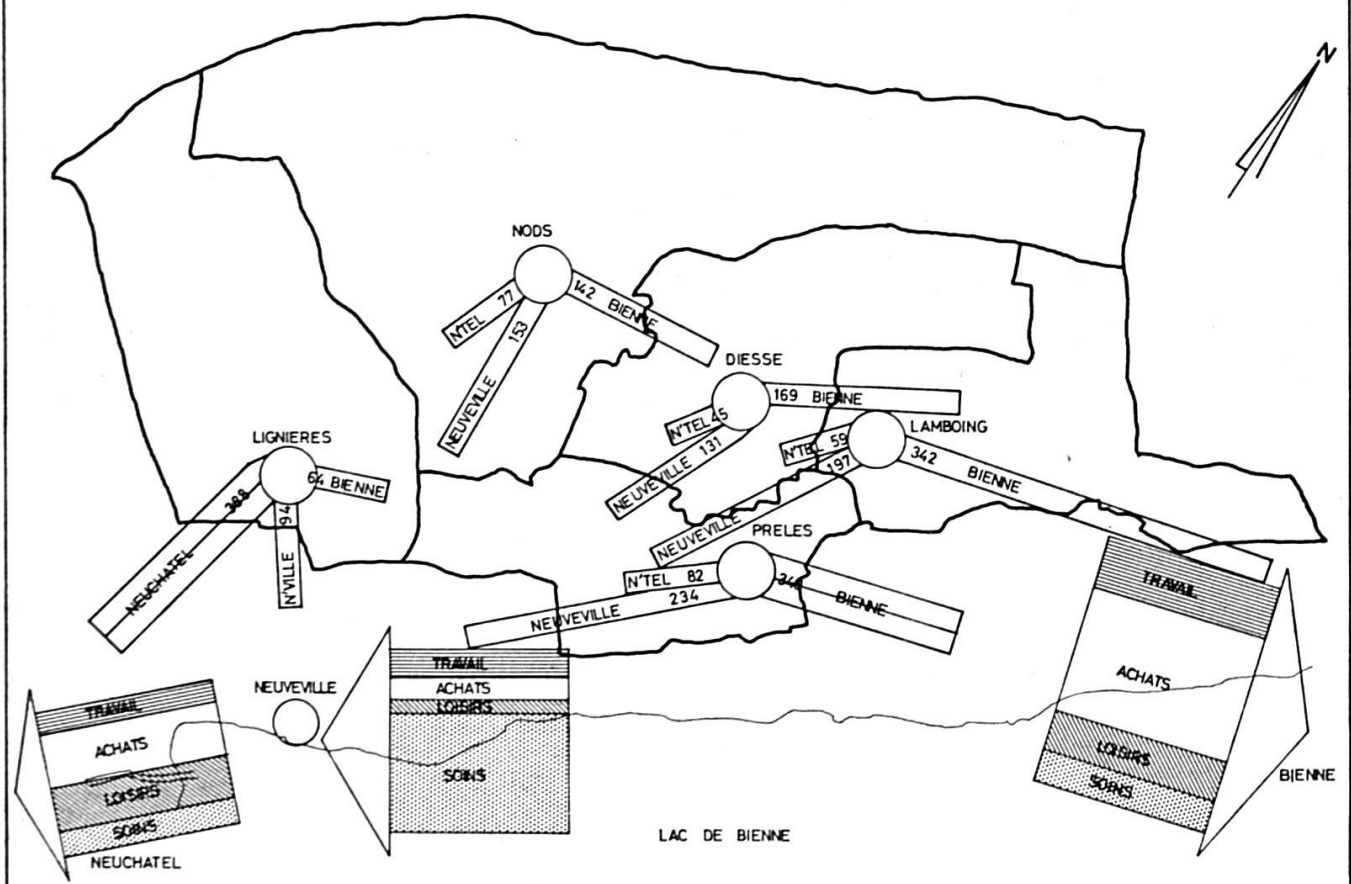 N
NODS
N'TEL 77
NEUVEVILLE 153
142 BIENNE
DIESSE
N'TEL 45
NEUVEVILLE 131
169 BIENNE
LAMBOING
N'TEL 59
NEUVEVILLE 197
342 BIENNE
LIGNIERES
NEUCHATEL 388
N'VILLE 94
64 BIENNE
PRELES
N'TEL 82
NEUVEVILLE 234
BIENNE
TRAVAIL
ACHATS
LOISIRS
SOINS
NEUCHATEL
NEUVEVILLE
TRAVAIL
ACHATS
LOISIRS
SOINS
TRAVAIL
ACHATS
LOISIRS
SOINS
BIENNE
LAC DE BIENNE